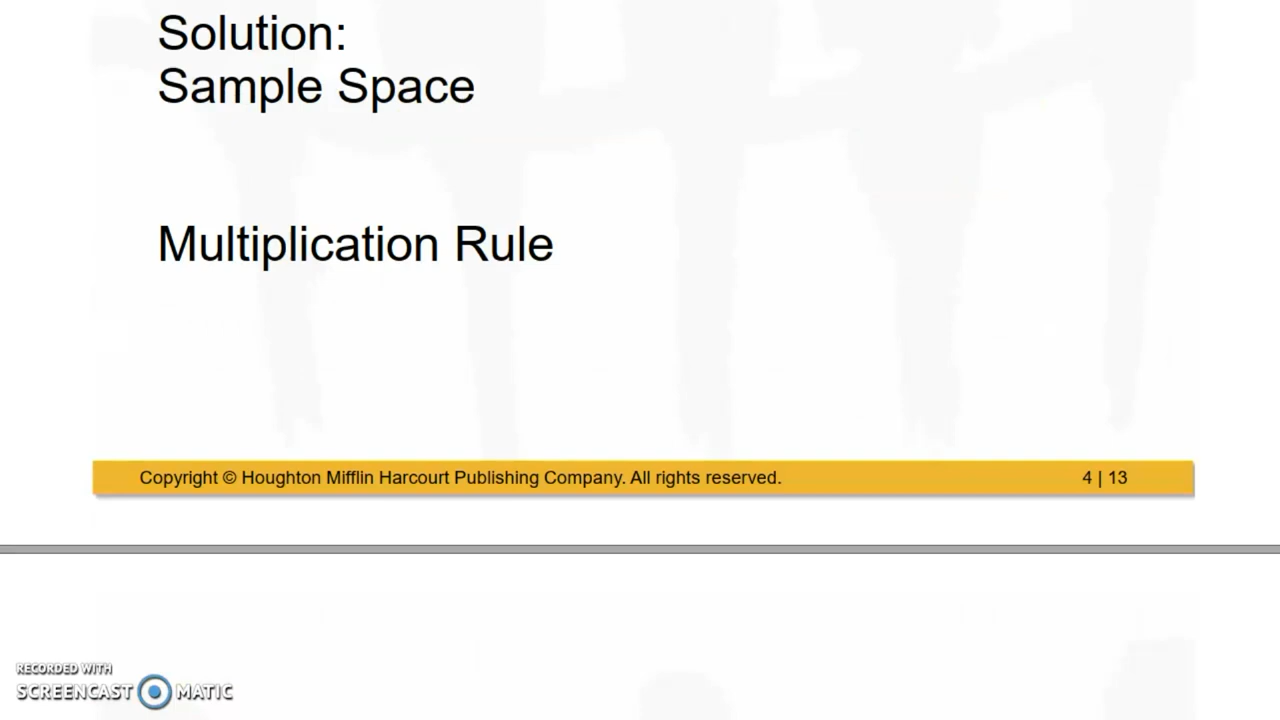 Solution:
Sample Space
Multiplication Rule
Copyright © Houghton Mifflin Harcourt Publishing Company. All rights reserved. 4 | 13
RECORDED WITH
SCREENCAST MATIC